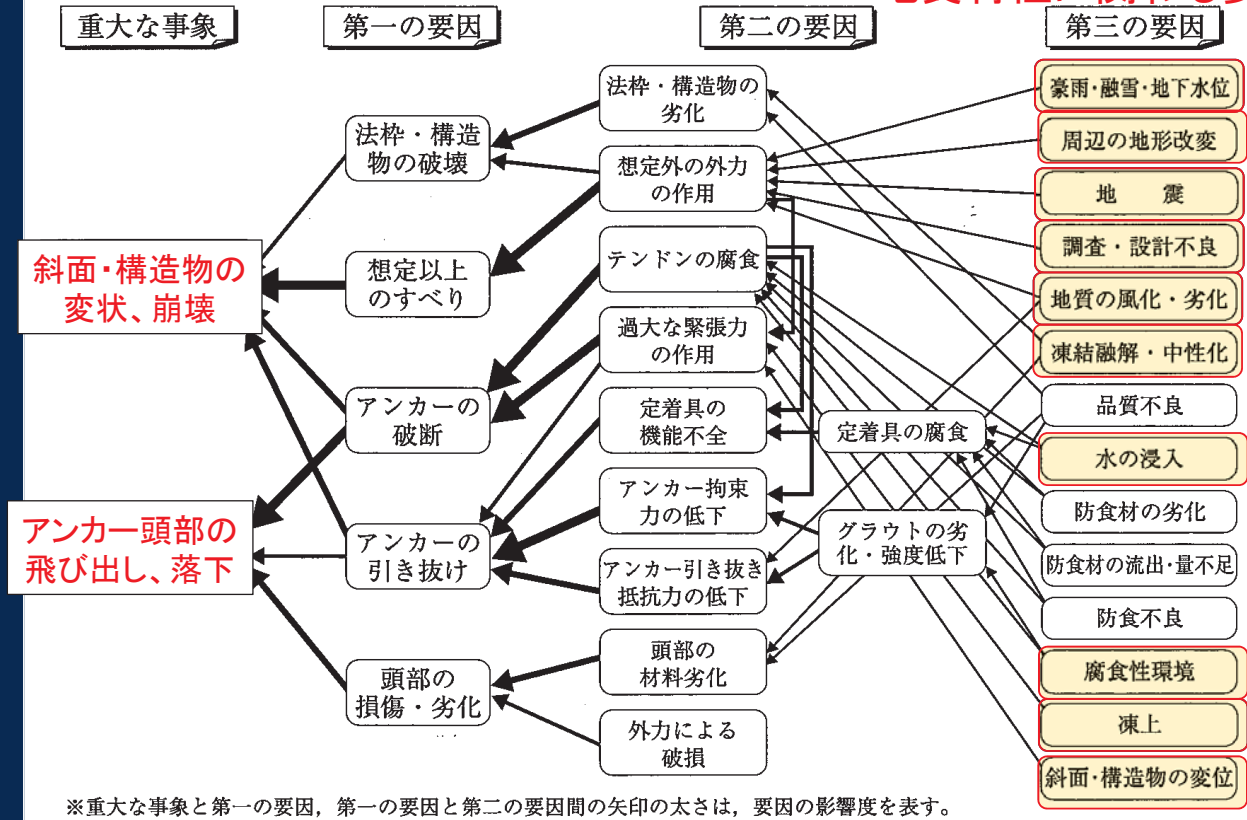 重大な事象
第一の要因
第二の要因
第三の要因
斜面・構造物の
変状、崩壊
アンカー頭部の
飛び出し、落下
法枠・構造
物の破壊
想定以上
のすべり
アンカーの
破断
アンカーの
引き抜け
頭部の
損傷・劣化
法枠・構造物の
劣化
想定外の外力
の作用
テンドンの腐食
過大な緊張力
の作用
定着具の
機能不全
アンカー拘束
力の低下
アンカー引き抜き
抵抗力の低下
頭部の
材料劣化
外力による
破損
定着具の腐食
グラウトの劣
化・強度低下
豪雨・融雪・地下水位
周辺の地形改変
地　震
調査・設計不良
地質の風化・劣化
凍結融解・中性化
品質不良
水の浸入
防食材の劣化
防食材の流出・量不足
防食不良
腐食性環境
凍上
斜面・構造物の変位
※重大な事象と第一の要因，第一の要因と第二の要因間の矢印の太さは，要因の影響度を表す。